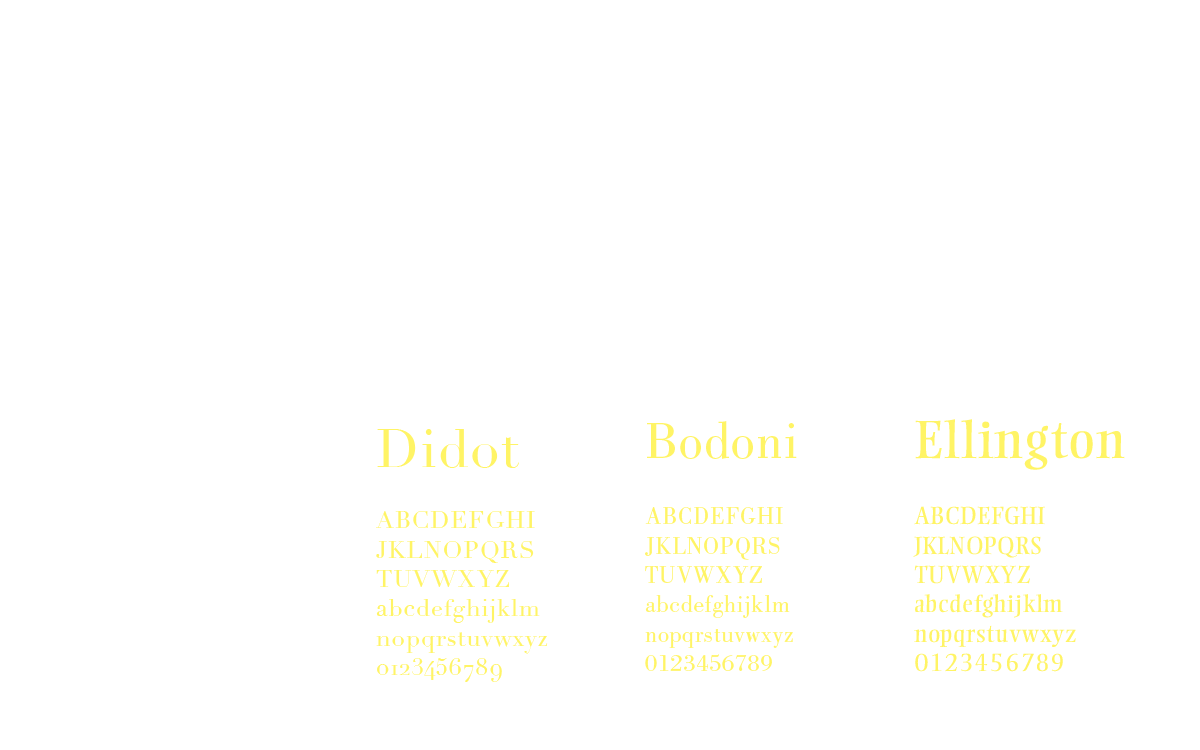 Didot
ABCDEFGHI
JKLNOPQRS
TUVWXYZ
abcdefghijklm
nopqrstuvwxyz
0123456789
Bodoni
ABCDEFGHI
JKLNOPQRS
TUVWXYZ
abcdefghijklm
nopqrstuvwxyz
0123456789
Ellington
ABCDEFGHI
JKLNOPQRS
TUVWXYZ
abcdefghijklm
nopqrstuvwxyz
0123456789